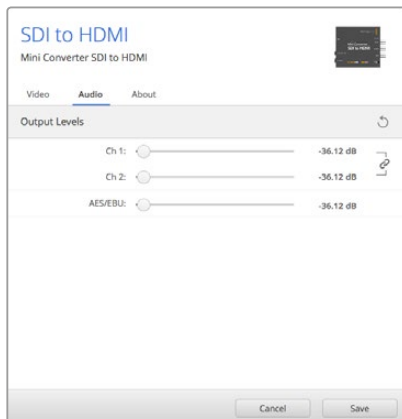 SDI to HDMI
Mini Converter SDI to HDMI
Video Audio About
Output Levels
Ch 1: -36.12 dB
Ch 2: -36.12 dB
AES/EBU: -36.12 dB
Cancel Save